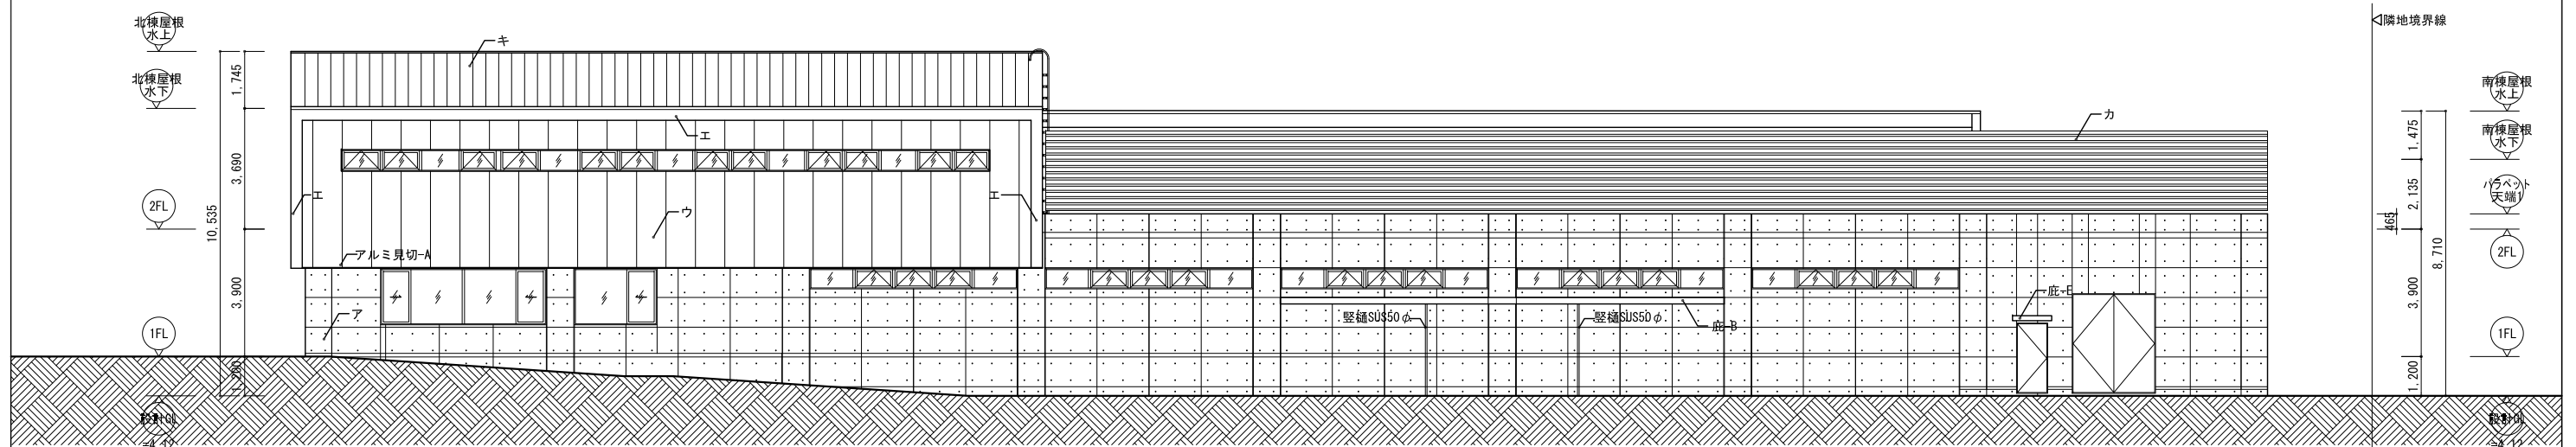 北棟屋根
水上
キ
◁隣地境界線
1,745
北棟屋根
水下
南棟屋根
水上
エ
カ
1,475
南棟屋根
水下
3,690
10,535
エ
エ
ウ
2FL
パラペット
天端1
2,135
465
2FL
8,710
アルミ見切-A
3,900
ア
庇-E
3,900
竪樋SUS50φ
竪樋SUS50φ
庇-B
1FL
1FL
1,200
1,200
設計GL
設計GL